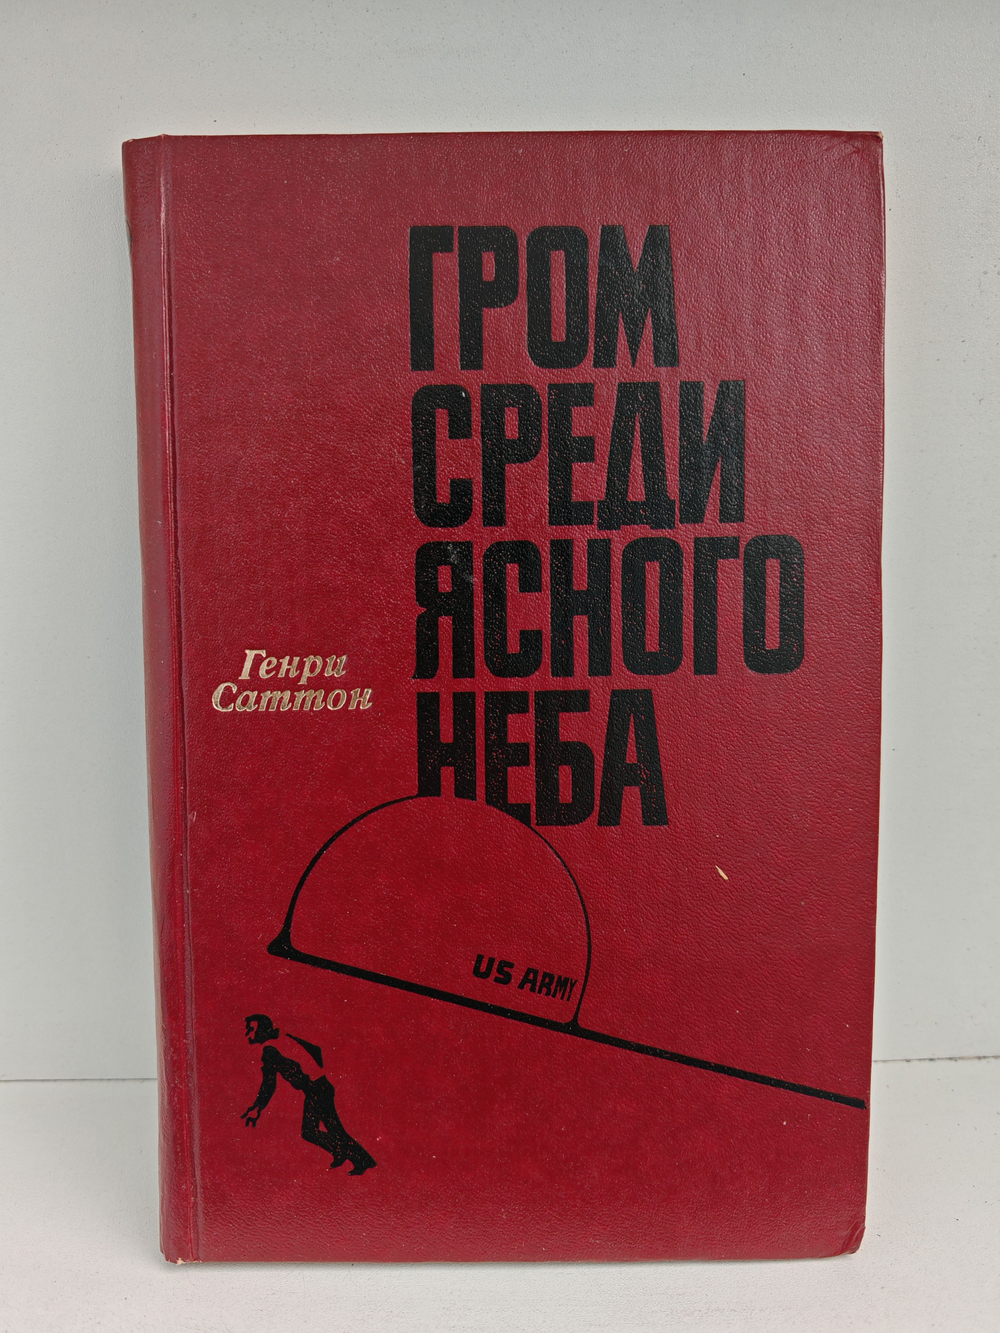 ГРОМ
СРЕДИ
ЯСНОГО
НЕБА
Генри
Саттон
US ARMY